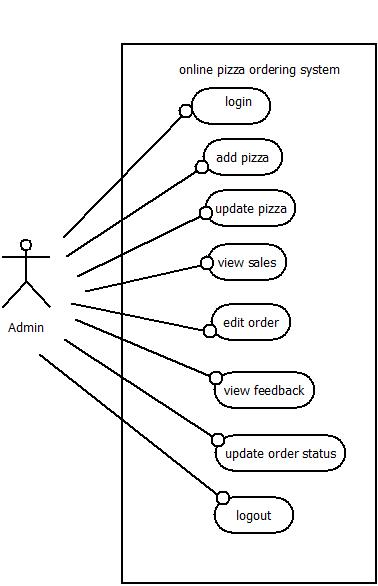 online pizza ordering system
login
add pizza
update pizza
view sales
edit order
Admin
view feedback
update order status
logout